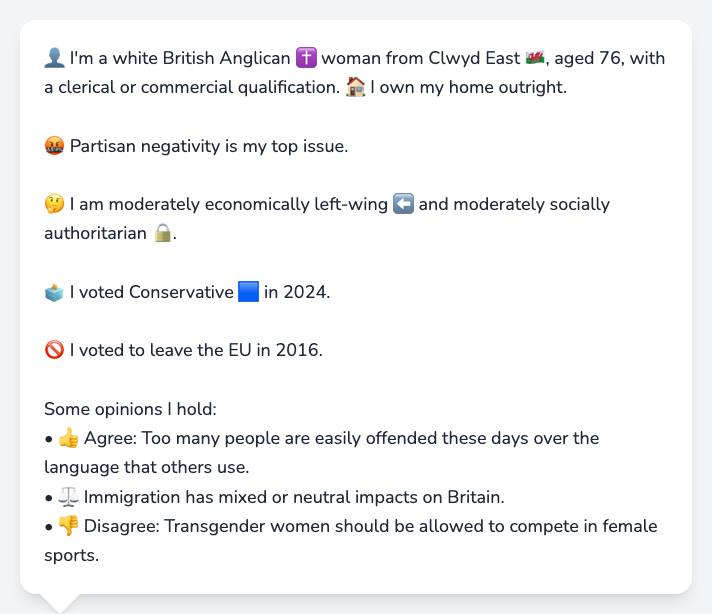 👤 I'm a white British Anglican ✝️ woman from Clwyd East 🏴󠁧󠁢󠁷󠁬󠁳󠁿, aged 76, with
a clerical or commercial qualification. 🏠 I own my home outright.
🤬 Partisan negativity is my top issue.
🤔 I am moderately economically left-wing ⬅️ and moderately socially
authoritarian 🔒.
🗳️ I voted Conservative 🟦 in 2024.
🚫 I voted to leave the EU in 2016.
Some opinions I hold:
• 👍 Agree: Too many people are easily offended these days over the
language that others use.
• ⚖️ Immigration has mixed or neutral impacts on Britain.
• 👎 Disagree: Transgender women should be allowed to compete in female
sports.